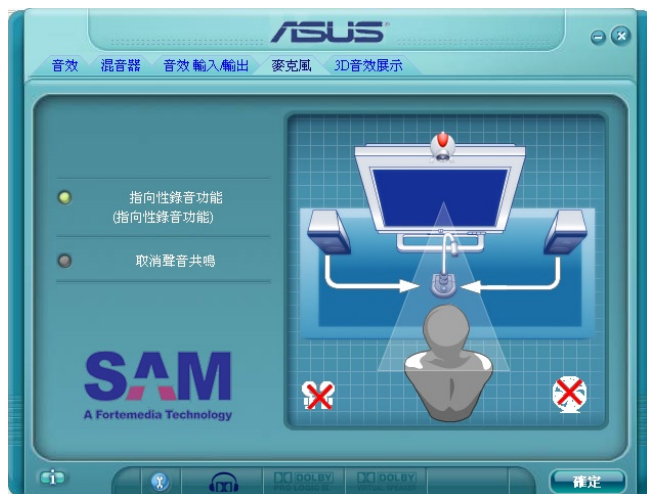 ASUS
音效 混音器 音效 輸入/輸出 麥克風 3D音效展示
指向性錄音功能
(指向性錄音功能)
取消聲音共鳴
SAM
A Fortemedia Technology
i DOLBY DOLBY 確定